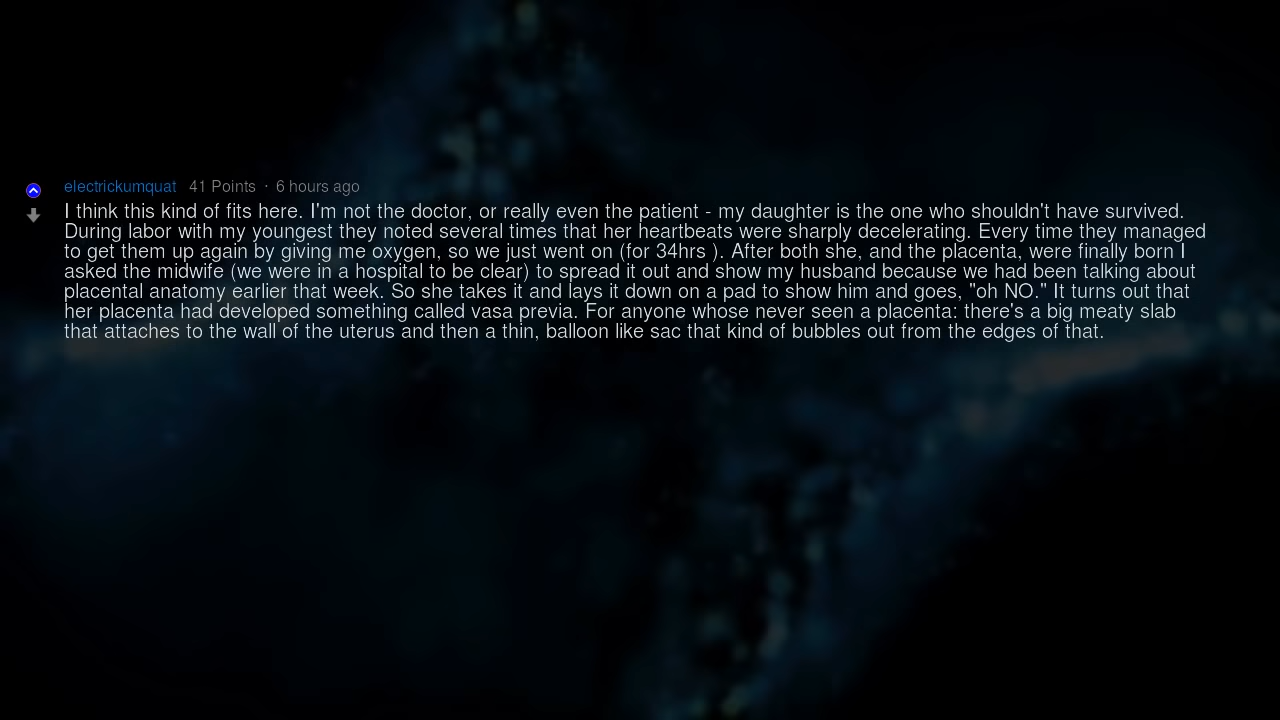 electrickumquat 41 Points · 6 hours ago
I think this kind of fits here. I'm not the doctor, or really even the patient - my daughter is the one who shouldn't have survived.
During labor with my youngest they noted several times that her heartbeats were sharply decelerating. Every time they managed
to get them up again by giving me oxygen, so we just went on (for 34hrs ). After both she, and the placenta, were finally born I
asked the midwife (we were in a hospital to be clear) to spread it out and show my husband because we had been talking about
placental anatomy earlier that week. So she takes it and lays it down on a pad to show him and goes, "oh NO." It turns out that
her placenta had developed something called vasa previa. For anyone whose never seen a placenta: there's a big meaty slab
that attaches to the wall of the uterus and then a thin, balloon like sac that kind of bubbles out from the edges of that.